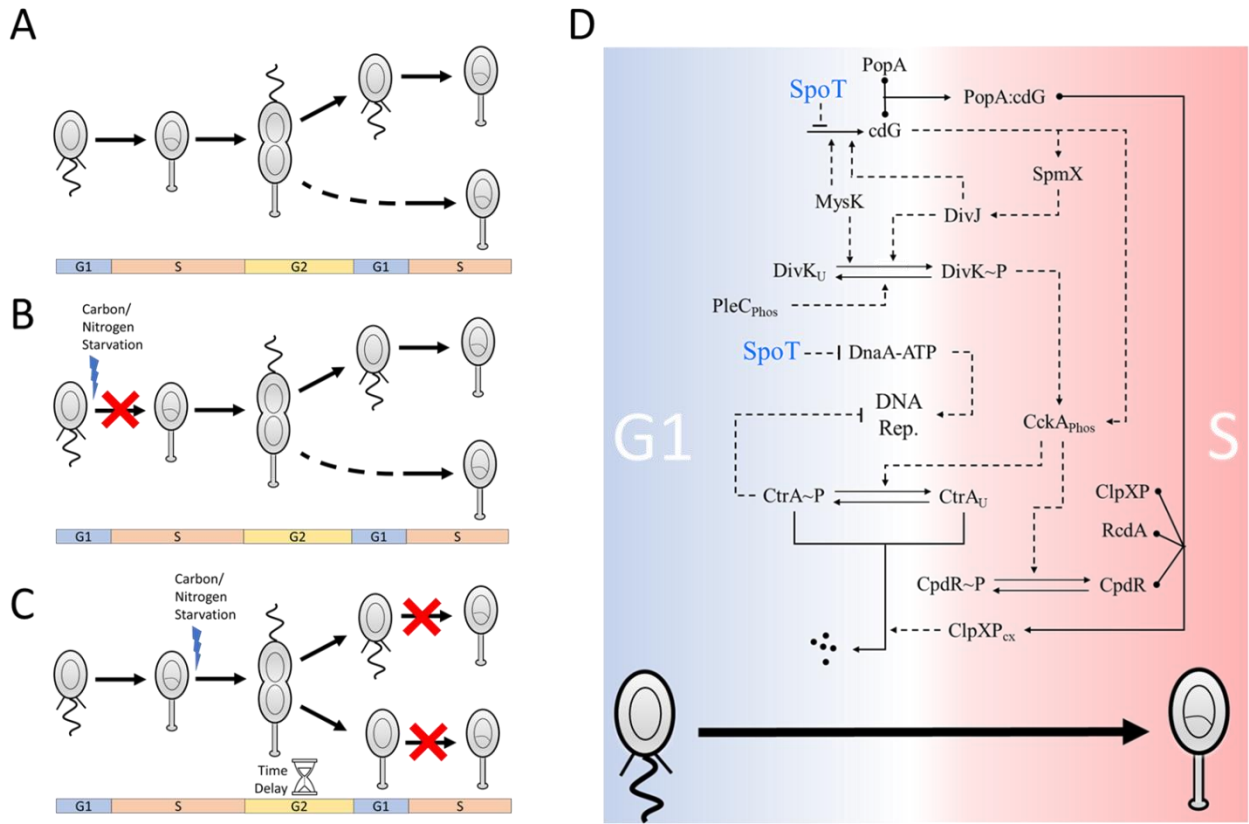 A
G1 S G2 G1 S
B
Carbon/
Nitrogen
Starvation
G1 S G2 G1 S
C
Carbon/
Nitrogen
Starvation
Time
Delay
G1 S G2 G1 S
D
PopA
SpoT
PopA:cdG
cdG
SpmX
MysK
DivJ
DivKU DivK~P
PleCPhos
SpoT DnaA-ATP
DNA
Rep.
CckAPhos
G1 S
CtrA~P CtrAU
ClpXP
RcdA
CpdR~P CpdR
ClpXPcx